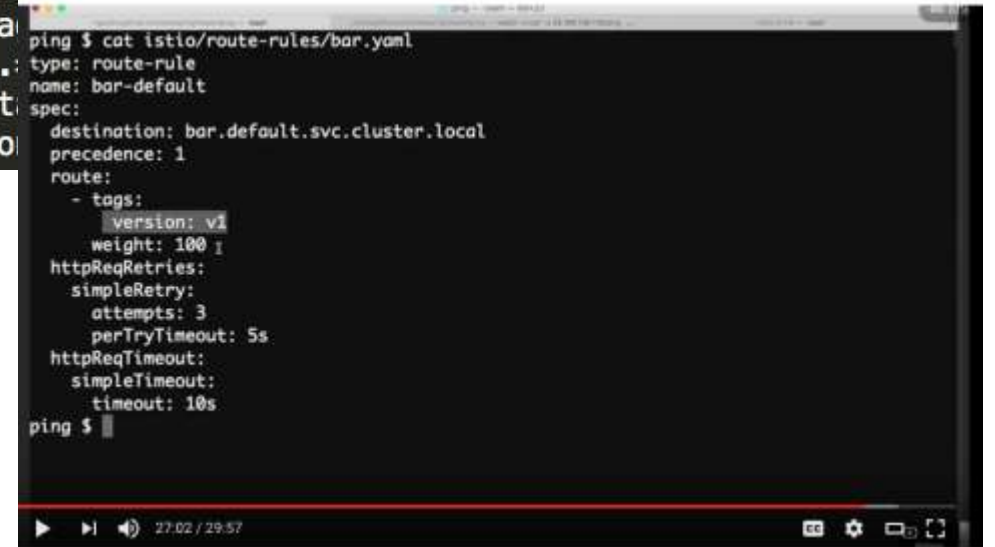 ping $ cat istio/route-rules/bar.yaml
type: route-rule
name: bar-default
spec:
destination: bar.default.svc.cluster.local
precedence: 1
route:
- tags:
version: v1
weight: 100
httpReqRetries:
simpleRetry:
attempts: 3
perTryTimeout: 5s
httpReqTimeout:
simpleTimeout:
timeout: 10s
ping $
27:02 / 29:57
CC